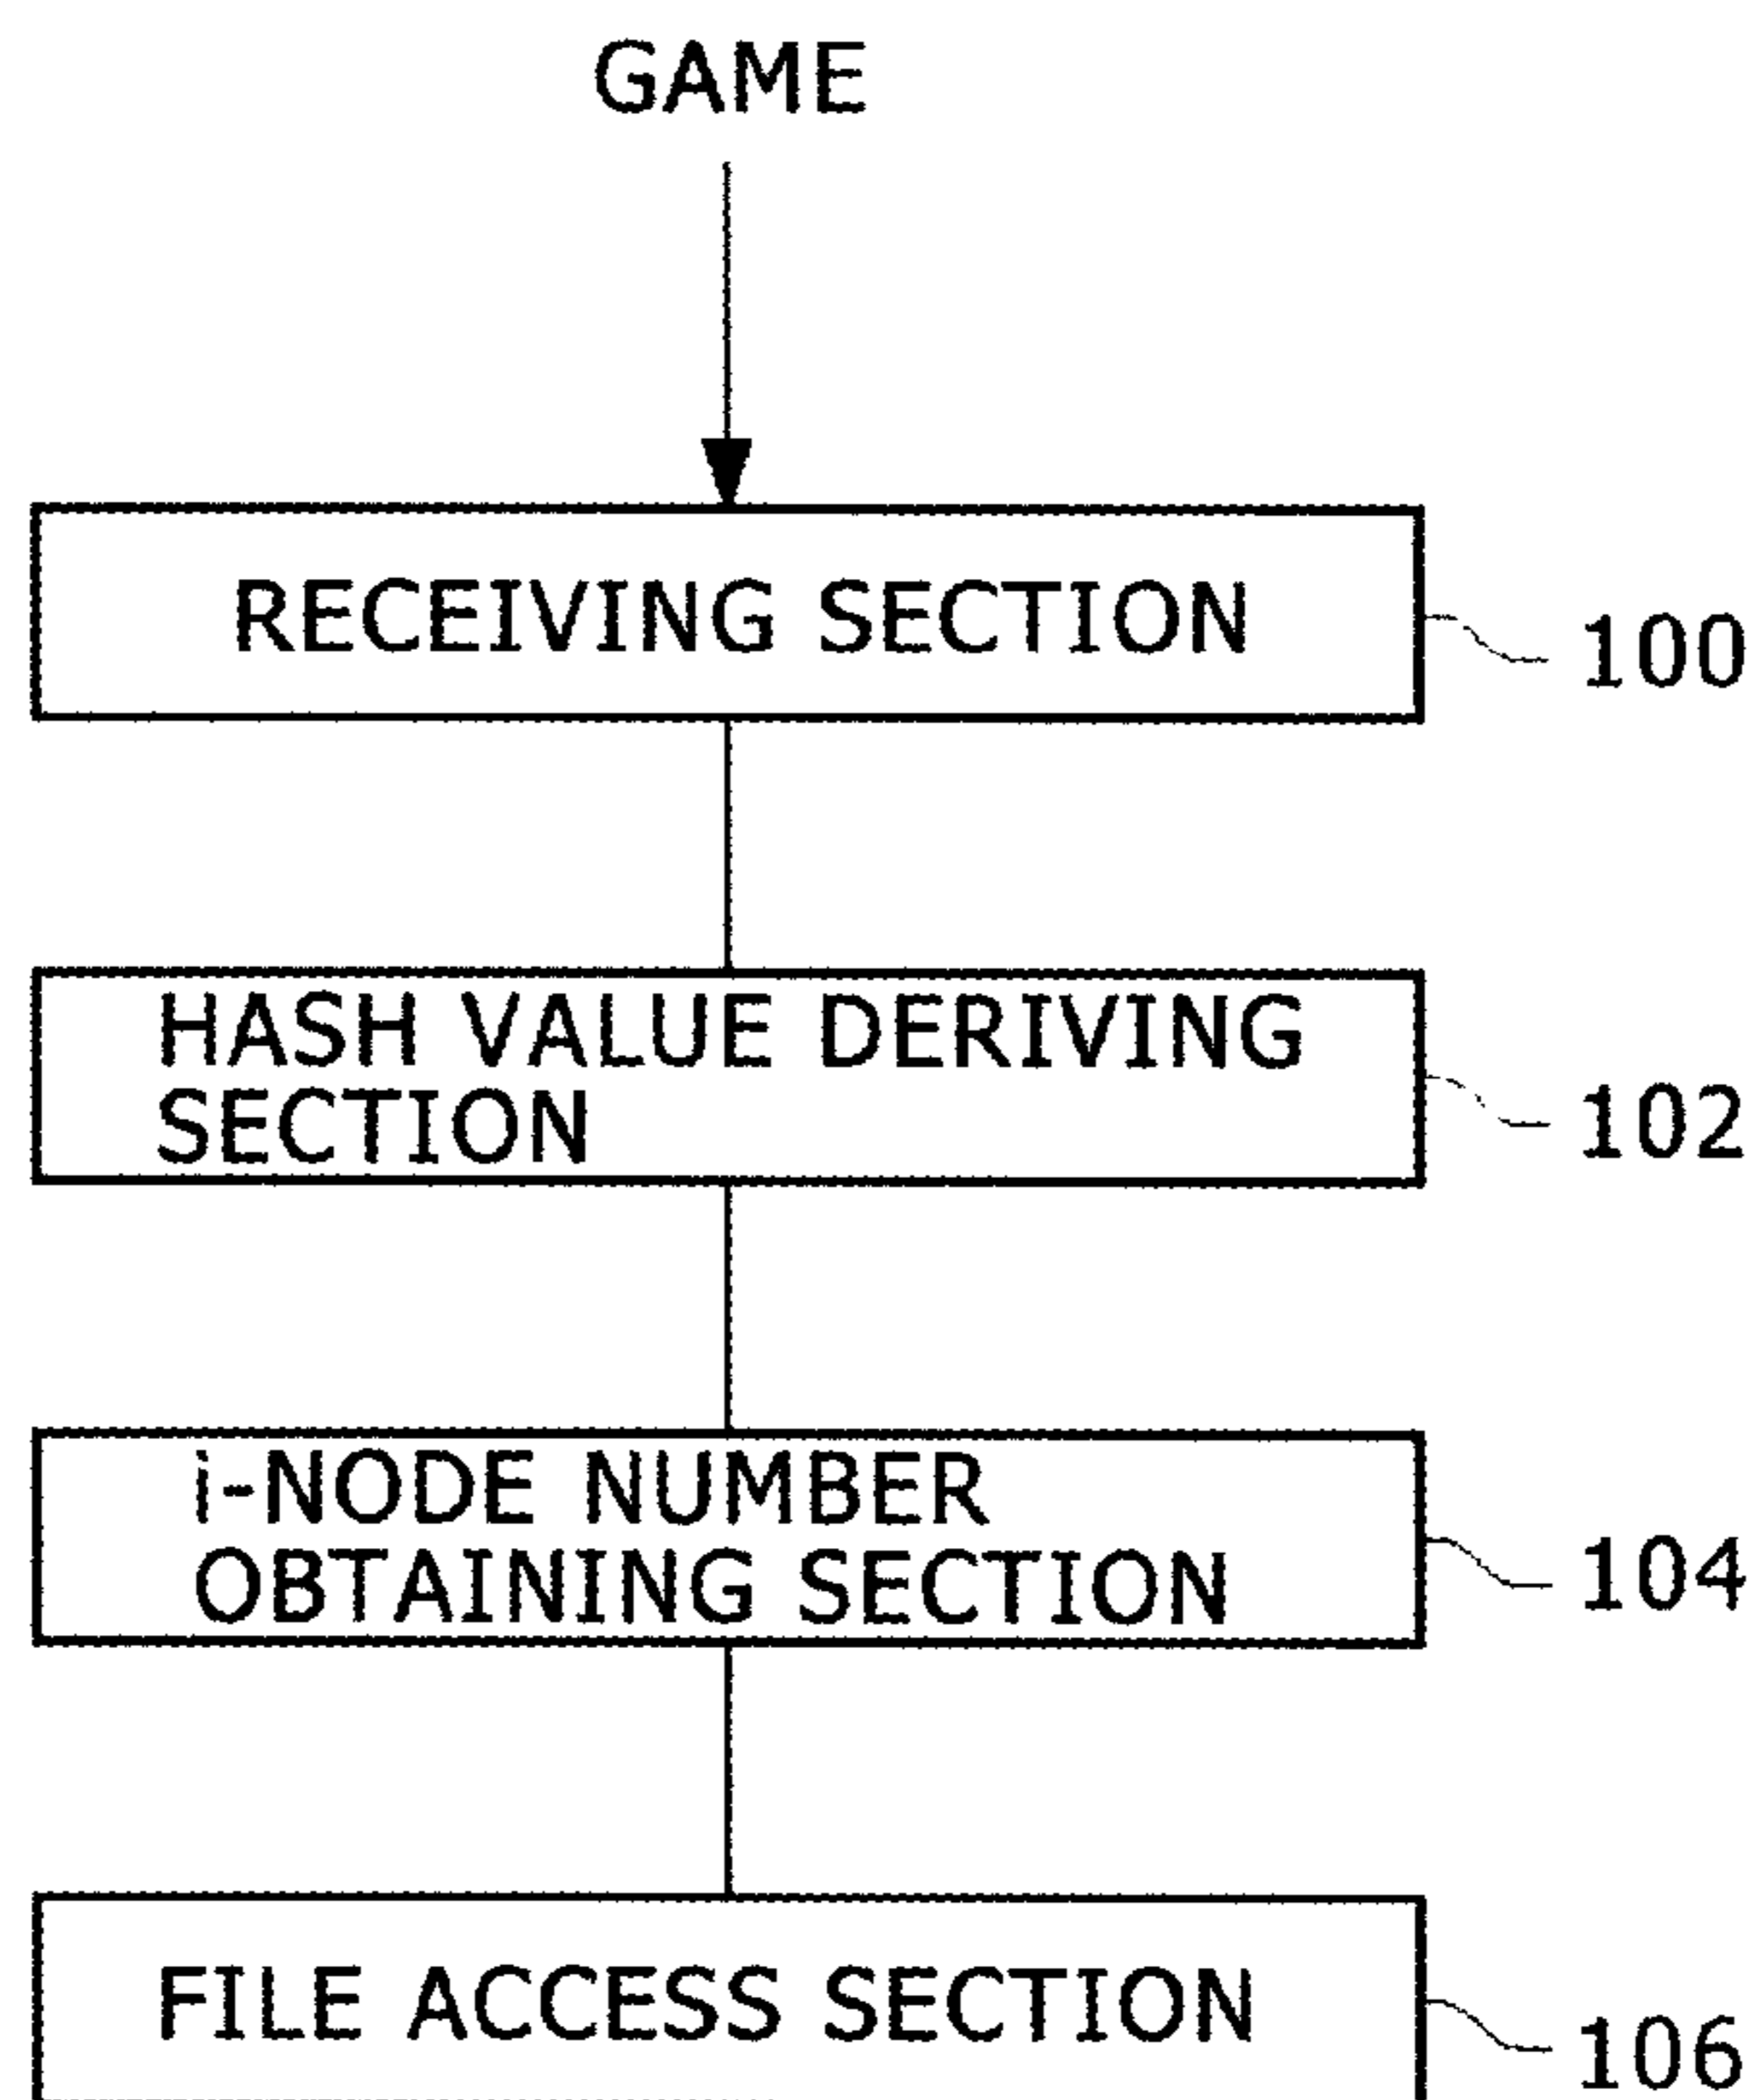 GAME
RECEIVING SECTION
100
HASH VALUE DERIVING
SECTION
102
i-NODE NUMBER
OBTAINING SECTION
104
FILE ACCESS SECTION
106